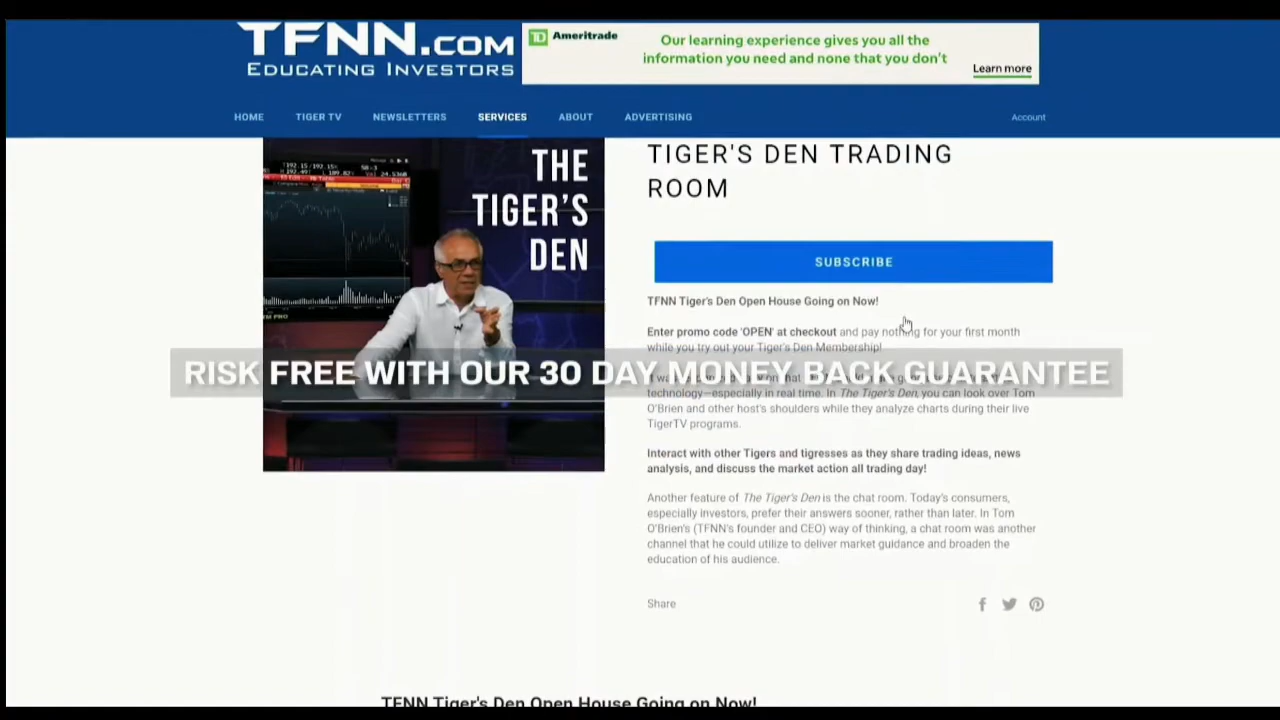 TFNN.COM
EDUCATING INVESTORS
TD Ameritrade
Our learning experience gives you all the
information you need and none that you don't
Learn more
HOME
TIGER TV
NEWSLETTERS
SERVICES
ABOUT
ADVERTISING
Account
THE
TIGER'S
DEN
TIGER'S DEN TRADING
ROOM
SUBSCRIBE
TFNN Tiger's Den Open House Going on Now!
Enter promo code 'OPEN' at checkout and pay nothing for your first month
while you try out your Tiger's Den Membership!
RISK FREE WITH OUR 30 DAY MONEY BACK GUARANTEE
technology—especially in real time. In The Tiger's Den, you can look over Tom
O'Brien and other host's shoulders while they analyze charts during their live
TigerTV programs.
Interact with other Tigers and tigresses as they share trading ideas, news
analysis, and discuss the market action all trading day!
Another feature of The Tiger's Den is the chat room. Today's consumers,
especially investors, prefer their answers sooner, rather than later. In Tom
O'Brien's (TFNN's founder and CEO) way of thinking, a chat room was another
channel that he could utilize to deliver market guidance and broaden the
education of his audience.
Share
TFNN Tiger's Den Open House Going on Now!